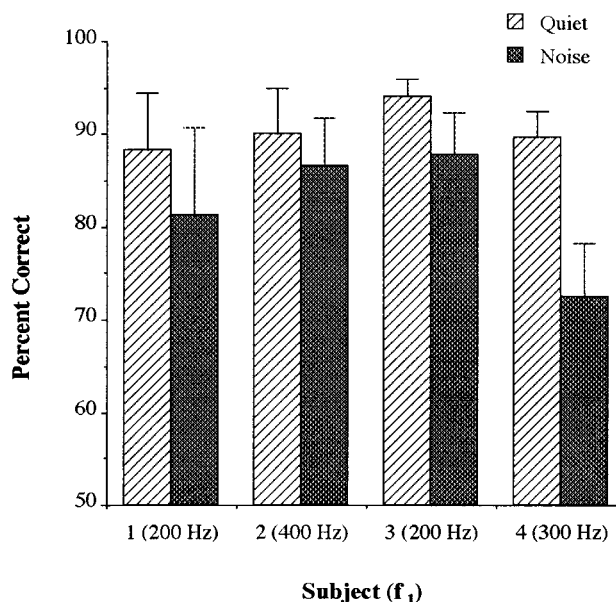 Quiet
Noise
100
90
80
70
60
50
Percent Correct
1 (200 Hz) 2 (400 Hz) 3 (200 Hz) 4 (300 Hz)
Subject (f₁)